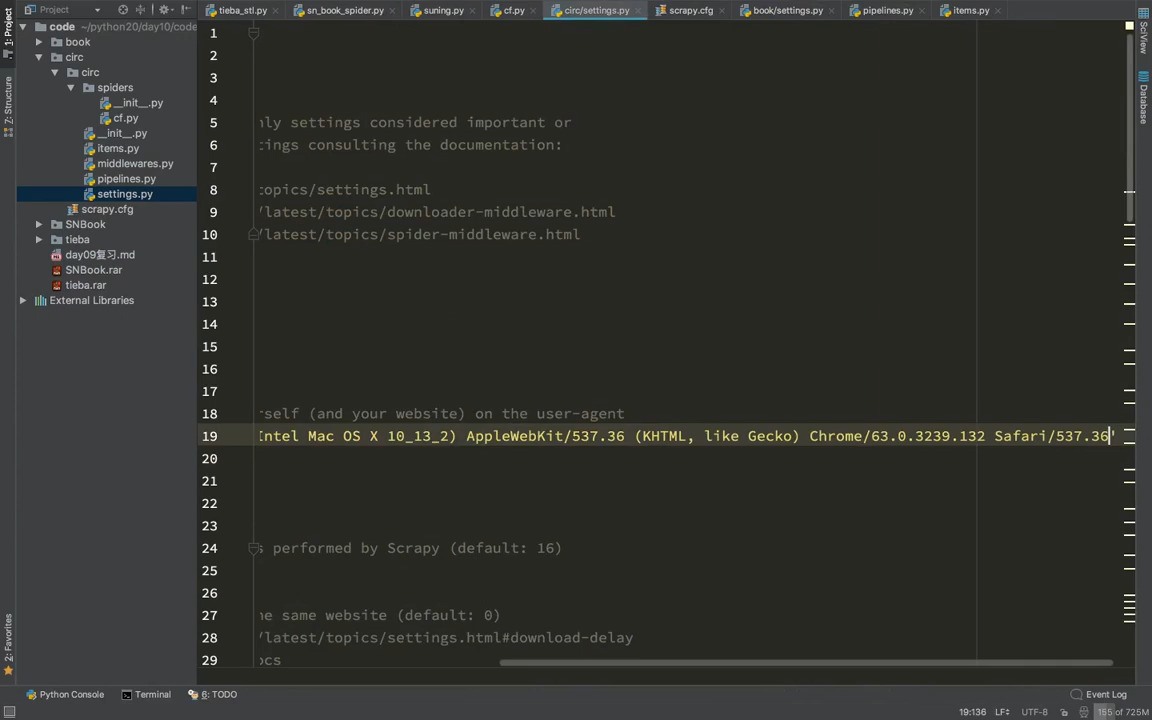 Project
tieba_stl.py
sn_book_spider.py
suning.py
cf.py
circ/settings.py
scrapy.cfg
book/settings.py
pipelines.py
items.py
1: Project
7: Structure
2: Favorites
SciView
Database
code ~/python20/day10/code
book
circ
circ
spiders
__init__.py
cf.py
__init__.py
items.py
middlewares.py
pipelines.py
settings.py
scrapy.cfg
SNBook
tieba
day09复习.md
SNBook.rar
tieba.rar
External Libraries
1
2
3
4
5 nly settings considered important or
6 tings consulting the documentation:
7
8 topics/settings.html
9 /latest/topics/downloader-middleware.html
10 /latest/topics/spider-middleware.html
11
12
13
14
15
16
17
18 rself (and your website) on the user-agent
19 Intel Mac OS X 10_13_2) AppleWebKit/537.36 (KHTML, like Gecko) Chrome/63.0.3239.132 Safari/537.36'
20
21
22
23
24 s performed by Scrapy (default: 16)
25
26
27 he same website (default: 0)
28 /latest/topics/settings.html#download-delay
29 ocs
Python Console
Terminal
6: TODO
Event Log
19:136
LF
UTF-8
155 of 725M